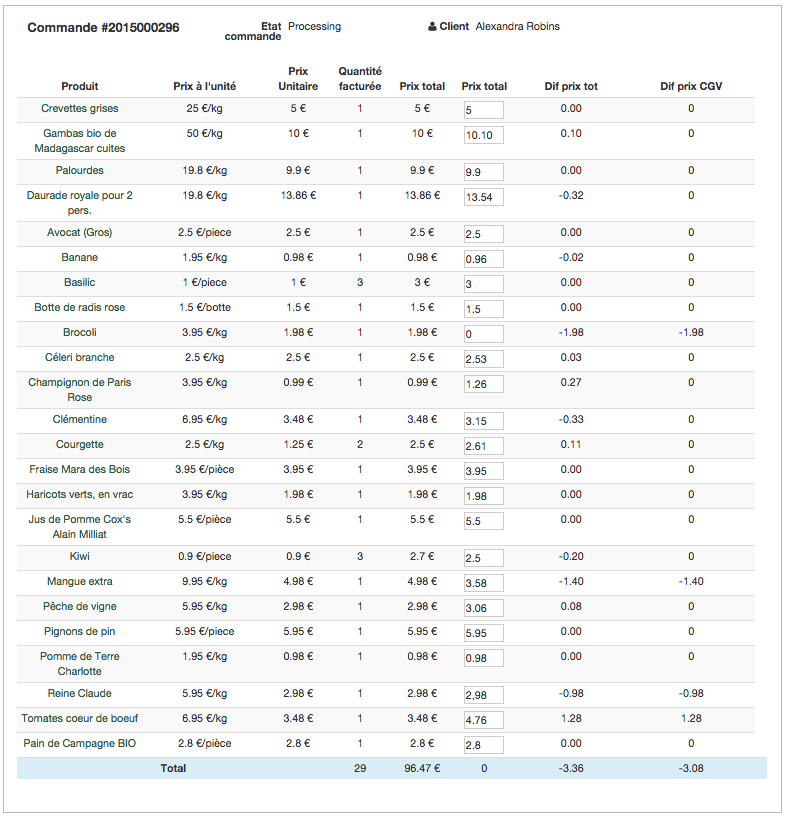 Commande #2015000296 Etat commande Processing Client Alexandra Robins
Produit Prix à l'unité Prix Unitaire Quantité facturée Prix total Prix total Dif prix tot Dif prix CGV
Crevettes grises 25 €/kg 5 € 1 5 € 5 0.00 0
Gambas bio de Madagascar cuites 50 €/kg 10 € 1 10 € 10.10 0.10 0
Palourdes 19.8 €/kg 9.9 € 1 9.9 € 9.9 0.00 0
Daurade royale pour 2 pers. 19.8 €/kg 13.86 € 1 13.86 € 13.54 -0.32 0
Avocat (Gros) 2.5 €/piece 2.5 € 1 2.5 € 2.5 0.00 0
Banane 1.95 €/kg 0.98 € 1 0.98 € 0.96 -0.02 0
Basilic 1 €/piece 1 € 3 3 € 3 0.00 0
Botte de radis rose 1.5 €/botte 1.5 € 1 1.5 € 1.5 0.00 0
Brocoli 3.95 €/kg 1.98 € 1 1.98 € 0 -1.98 -1.98
Céleri branche 2.5 €/kg 2.5 € 1 2.5 € 2.53 0.03 0
Champignon de Paris Rose 3.95 €/kg 0.99 € 1 0.99 € 1.26 0.27 0
Clémentine 6.95 €/kg 3.48 € 1 3.48 € 3.15 -0.33 0
Courgette 2.5 €/kg 1.25 € 2 2.5 € 2.61 0.11 0
Fraise Mara des Bois 3.95 €/pièce 3.95 € 1 3.95 € 3.95 0.00 0
Haricots verts, en vrac 3.95 €/kg 1.98 € 1 1.98 € 1.98 0.00 0
Jus de Pomme Cox's Alain Milliat 5.5 €/pièce 5.5 € 1 5.5 € 5.5 0.00 0
Kiwi 0.9 €/piece 0.9 € 3 2.7 € 2.5 -0.20 0
Mangue extra 9.95 €/kg 4.98 € 1 4.98 € 3.58 -1.40 -1.40
Pêche de vigne 5.95 €/kg 2.98 € 1 2.98 € 3.06 0.08 0
Pignons de pin 5.95 €/piece 5.95 € 1 5.95 € 5.95 0.00 0
Pomme de Terre Charlotte 1.95 €/kg 0.98 € 1 0.98 € 0.98 0.00 0
Reine Claude 5.95 €/kg 2.98 € 1 2.98 € 2,98 -0.98 -0.98
Tomates coeur de boeuf 6.95 €/kg 3.48 € 1 3.48 € 4.76 1.28 1.28
Pain de Campagne BIO 2.8 €/pièce 2.8 € 1 2.8 € 2.8 0.00 0
Total 29 96.47 € 0 -3.36 -3.08